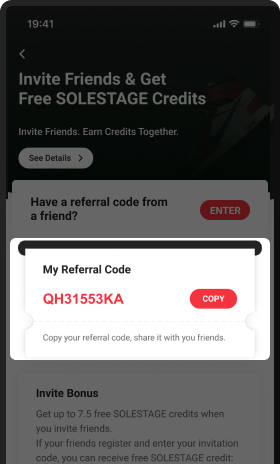 19:41
Invite Friends & Get
Free SOLESTAGE Credits
Invite Friends. Earn Credits Together.
See Details
Have a referral code from
a friend?
ENTER
My Referral Code
QH31553KA
COPY
Copy your referral code, share it with you friends.
Invite Bonus
Get up to 7.5 free SOLESTAGE credits when
you invite friends.
If your friends register and enter your invitation
code, you can receive free SOLESTAGE credit: